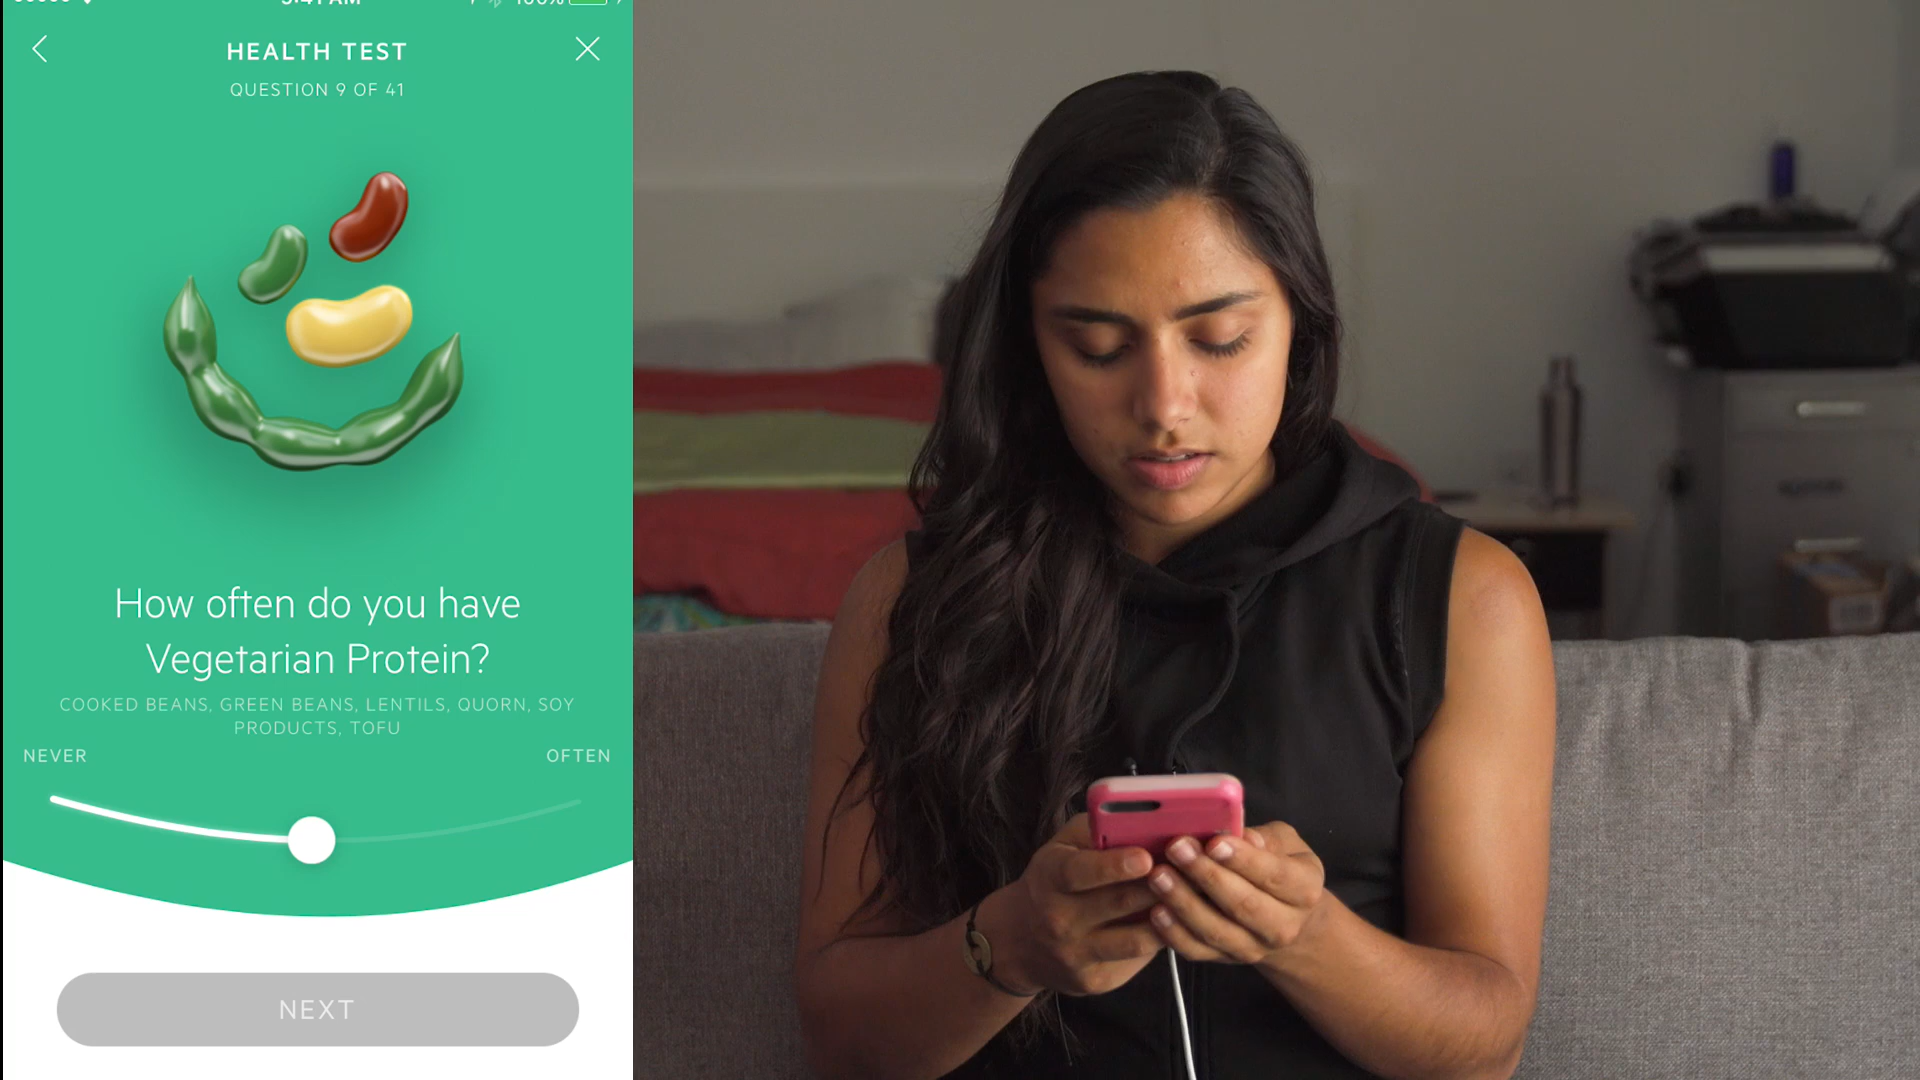 HEALTH TEST
QUESTION 9 OF 41
How often do you have
Vegetarian Protein?
COOKED BEANS, GREEN BEANS, LENTILS, QUORN, SOY
PRODUCTS, TOFU
NEVER
OFTEN
NEXT